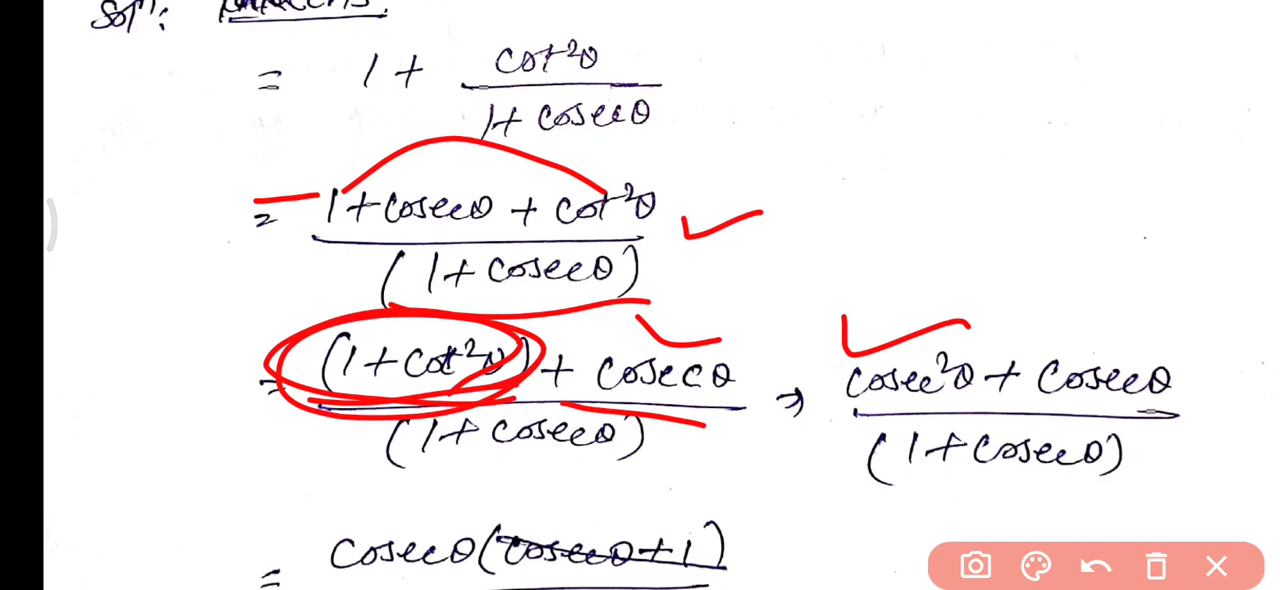 Solⁿ:
= 1 + cot²θ / 1 + cosecθ
= 1 + cosecθ + cot²θ / (1 + cosecθ)
= (1 + cot²θ) + cosecθ / (1 + cosecθ) → cosec²θ + cosecθ / (1 + cosecθ)
= cosecθ (cosecθ + 1)